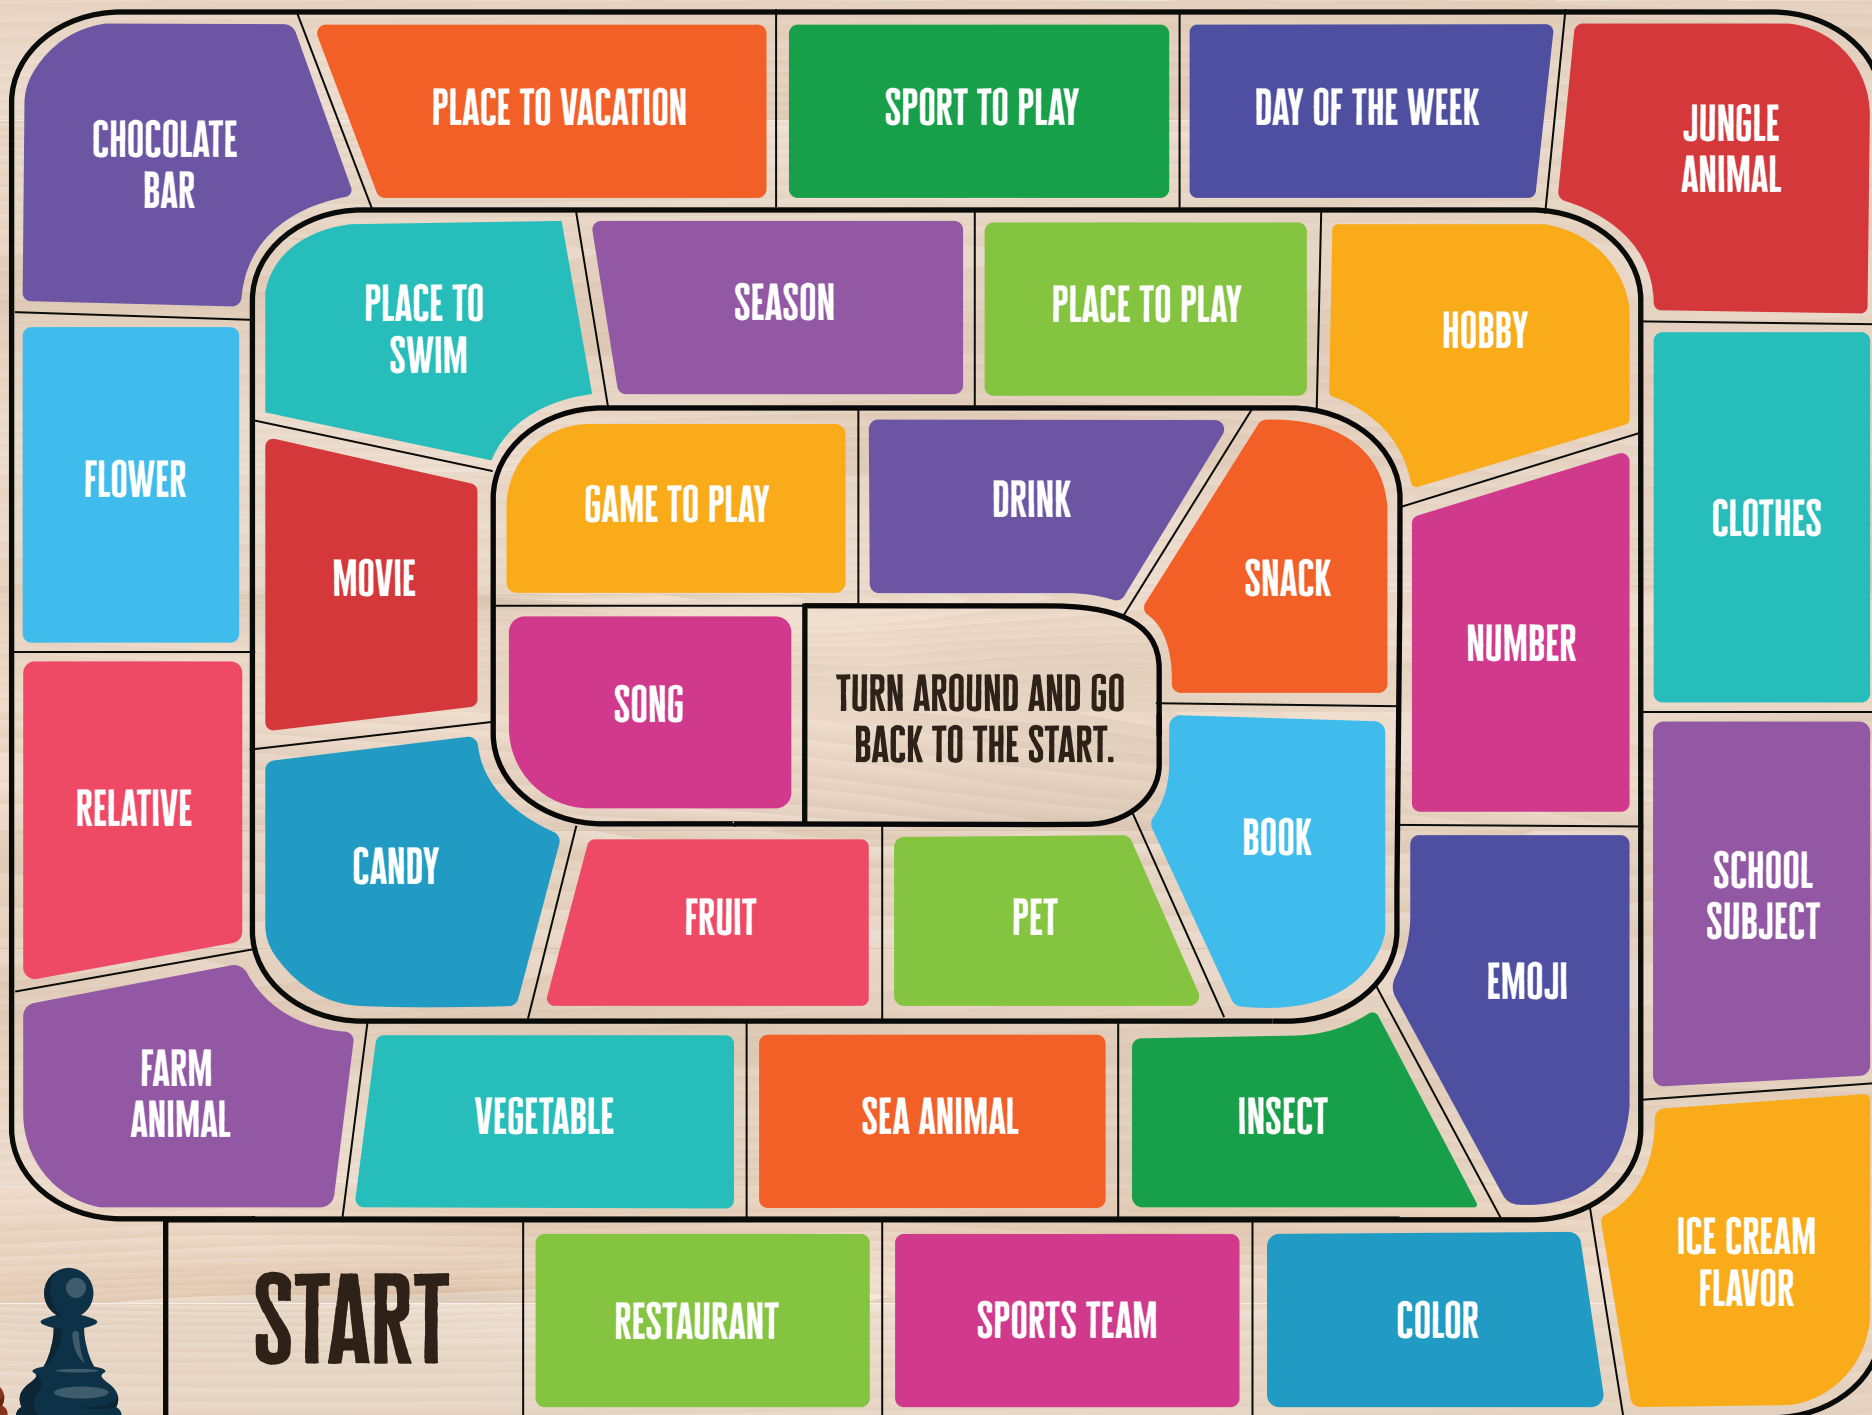 CHOCOLATE
BAR
PLACE TO VACATION
SPORT TO PLAY
DAY OF THE WEEK
JUNGLE
ANIMAL
PLACE TO
SWIM
SEASON
PLACE TO PLAY
HOBBY
FLOWER
MOVIE
GAME TO PLAY
DRINK
SNACK
NUMBER
CLOTHES
SONG
TURN AROUND AND GO
BACK TO THE START.
RELATIVE
CANDY
FRUIT
PET
BOOK
EMOJI
SCHOOL
SUBJECT
FARM
ANIMAL
VEGETABLE
SEA ANIMAL
INSECT
ICE CREAM
FLAVOR
START
RESTAURANT
SPORTS TEAM
COLOR